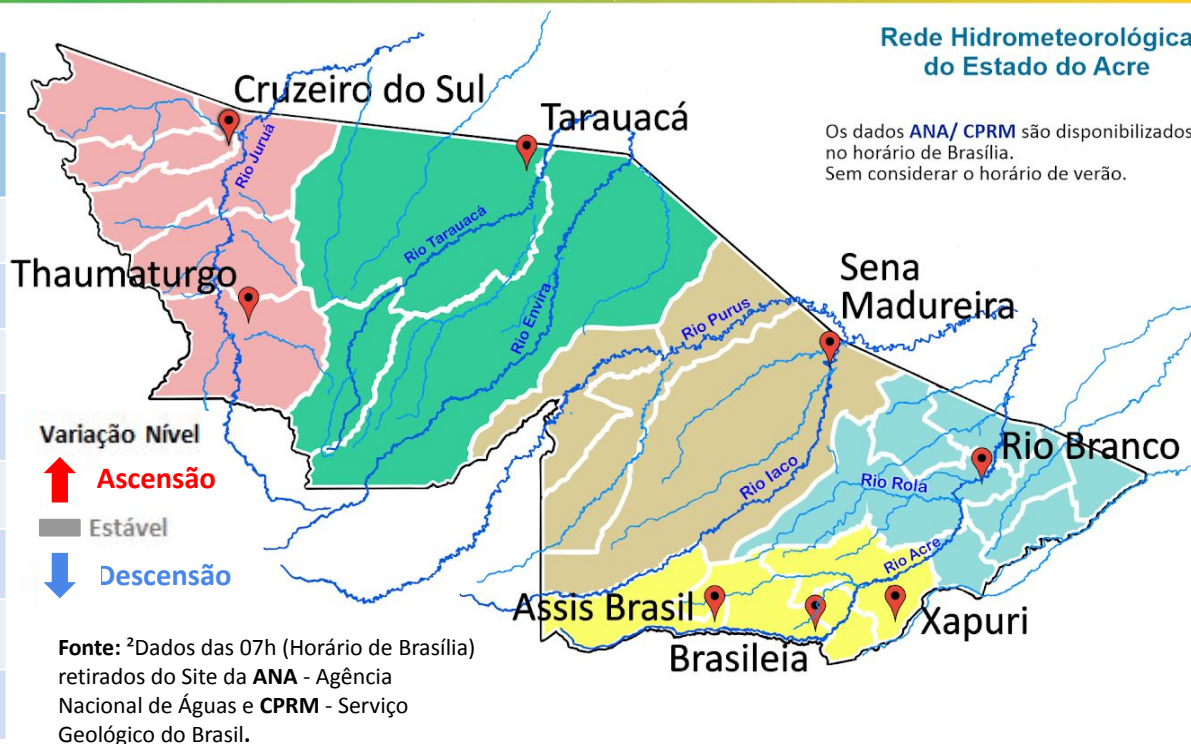 Rede Hidrometeorológica
do Estado do Acre
Os dados ANA/ CPRM são disponibilizados
no horário de Brasília.
Sem considerar o horário de verão.
Cruzeiro do Sul
Tarauacá
Rio Juruá
Rio Tarauacá
Thaumaturgo
Rio Envira
Sena
Madureira
Rio Purus
Variação Nível
Ascensão
Estável
Descensão
Rio Branco
Rio Iaco
Rio Rola
Rio Acre
Assis Brasil
Xapuri
Brasileia
Fonte: ²Dados das 07h (Horário de Brasília)
retirados do Site da ANA - Agência
Nacional de Águas e CPRM - Serviço
Geológico do Brasil.